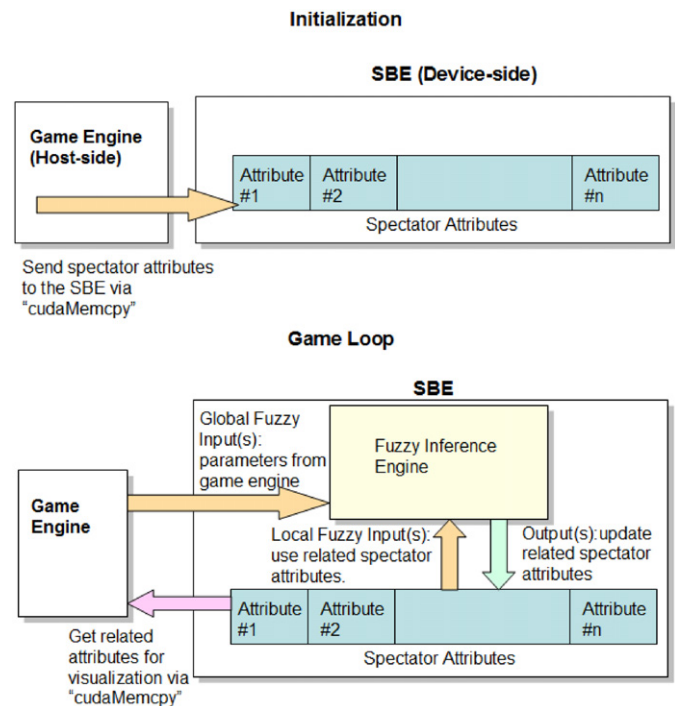 Initialization
SBE (Device-side)
Game Engine
(Host-side)
Attribute
#1
Attribute
#2
Attribute
#n
Spectator Attributes
Send spectator attributes
to the SBE via
"cudaMemcpy"
Game Loop
SBE
Global Fuzzy
Input(s):
parameters from
game engine
Fuzzy Inference
Engine
Game
Engine
Local Fuzzy Input(s):
use related spectator
attributes.
Output(s):update
related spectator
attributes
Attribute
#1
Attribute
#2
Attribute
#n
Spectator Attributes
Get related
attributes for
visualization via
"cudaMemcpy"